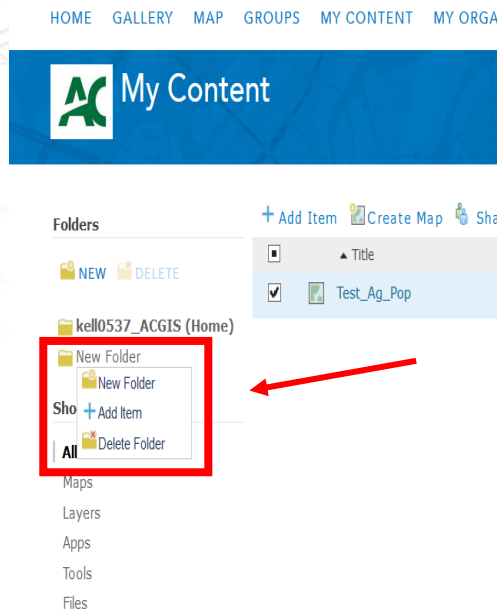 HOME GALLERY MAP GROUPS MY CONTENT MY ORGA
AC My Content
Folders
+ Add Item Create Map Sha
NEW DELETE
▲ Title
Test_Ag_Pop
kell0537_ACGIS (Home)
New Folder
New Folder
Sho
+ Add Item
Delete Folder
All
Maps
Layers
Apps
Tools
Files